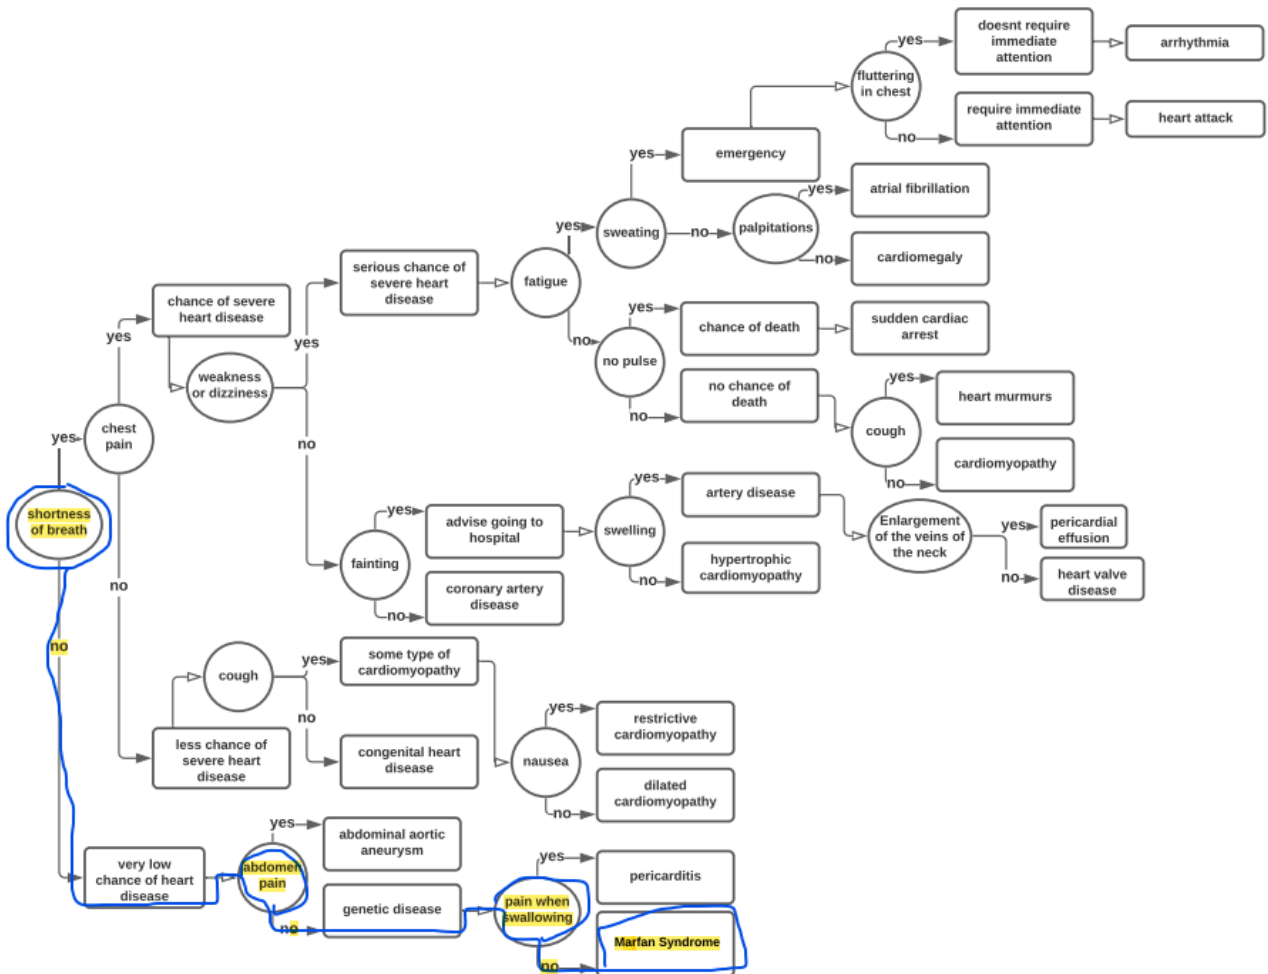 doesnt require
immediate
attention
yes
arrhythmia
fluttering
in chest
require immediate
attention
heart attack
no
yes
emergency
yes
atrial fibrillation
yes
sweating
no
palpitations
no
cardiomegaly
serious chance of
severe heart
disease
fatigue
chance of severe
heart disease
yes
yes
weakness
or dizziness
no
no pulse
yes
chance of death
sudden cardiac
arrest
no
no chance of
death
yes
heart murmurs
cough
no
cardiomyopathy
chest
pain
yes
no
shortness
of breath
yes
artery disease
swelling
no
hypertrophic
cardiomyopathy
Enlargement
of the veins of
the neck
yes
pericardial
effusion
no
heart valve
disease
yes
advise going to
hospital
fainting
no
coronary artery
disease
no
no
cough
yes
some type of
cardiomyopathy
no
congenital heart
disease
less chance of
severe heart
disease
yes
restrictive
cardiomyopathy
nausea
no
dilated
cardiomyopathy
very low
chance of heart
disease
yes
abdominal aortic
aneurysm
abdomen
pain
no
genetic disease
yes
pericarditis
pain when
swallowing
no
Marfan Syndrome